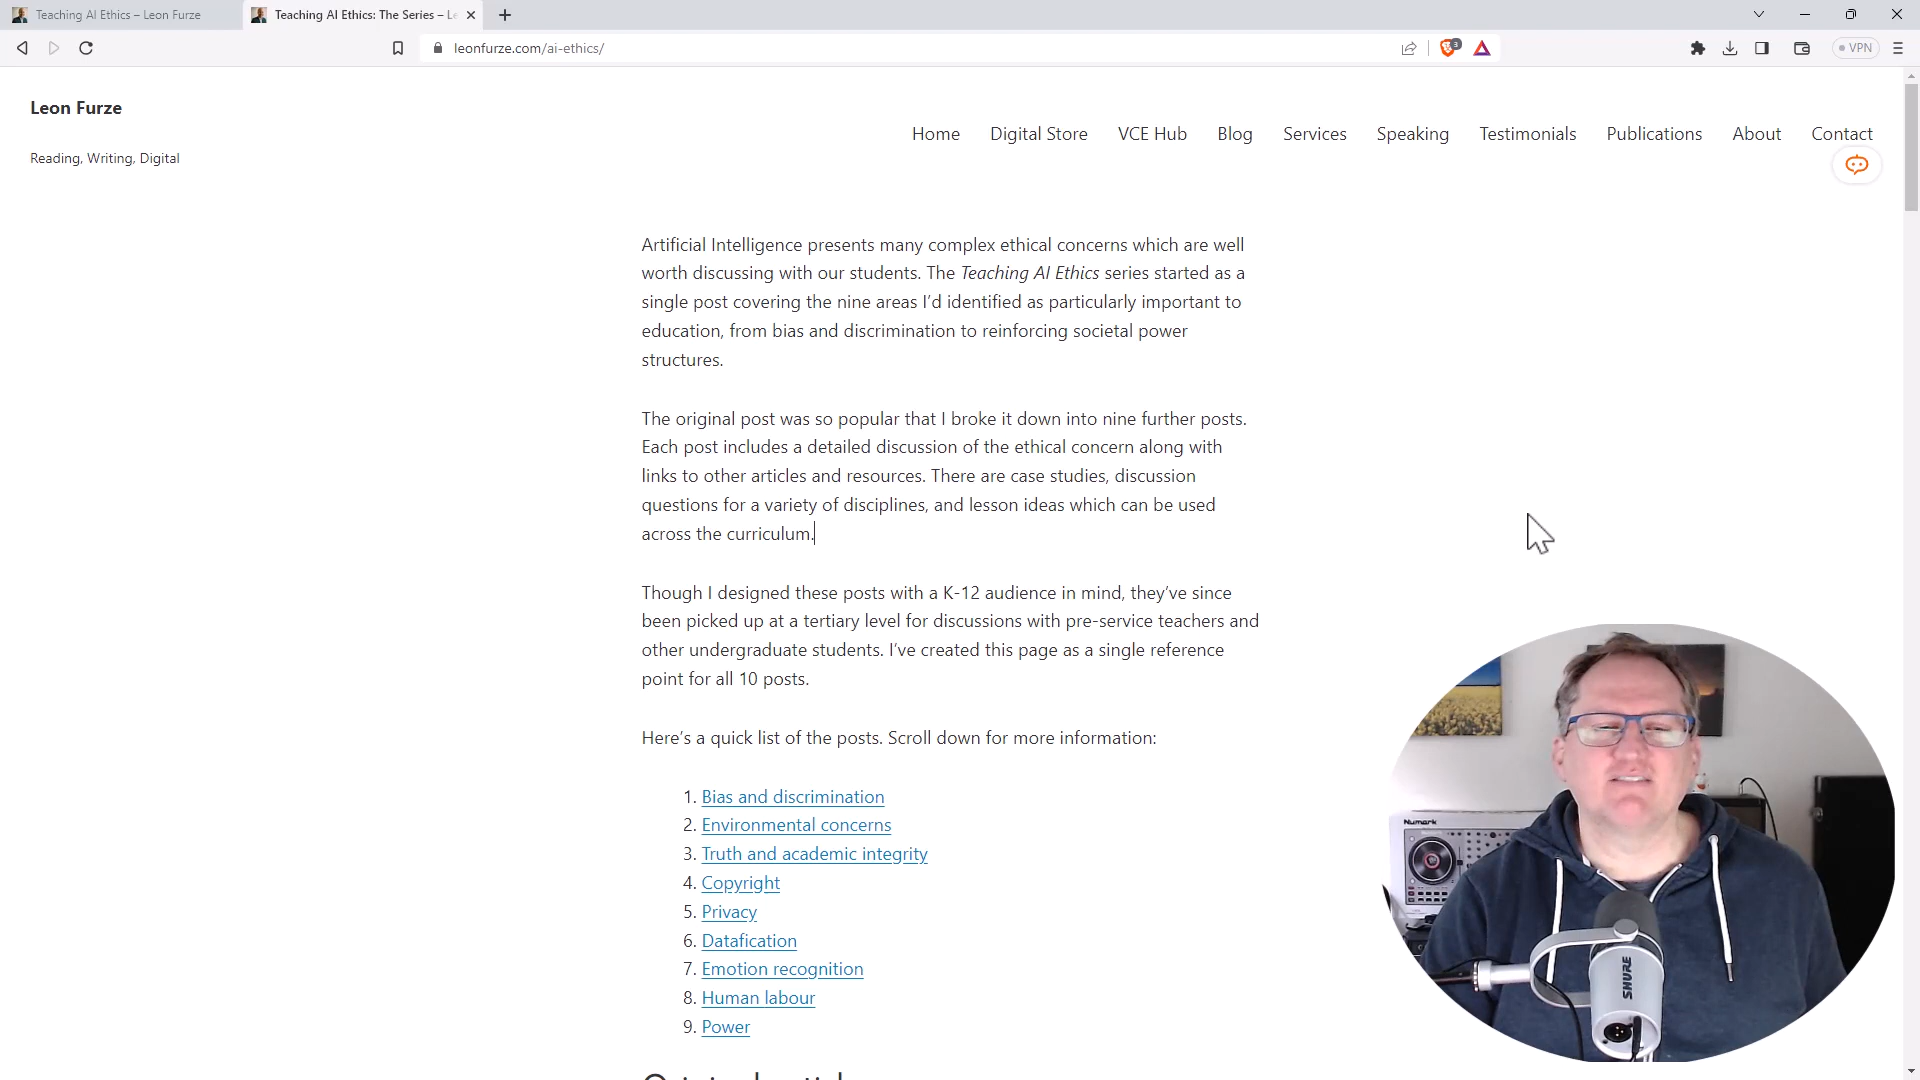 Teaching AI Ethics – Leon Furze
Teaching AI Ethics: The Series – Le
leonfurze.com/ai-ethics/
3
VPN
Leon Furze
Reading, Writing, Digital
Home
Digital Store
VCE Hub
Blog
Services
Speaking
Testimonials
Publications
About
Contact
Artificial Intelligence presents many complex ethical concerns which are well
worth discussing with our students. The Teaching AI Ethics series started as a
single post covering the nine areas I’d identified as particularly important to
education, from bias and discrimination to reinforcing societal power
structures.
The original post was so popular that I broke it down into nine further posts.
Each post includes a detailed discussion of the ethical concern along with
links to other articles and resources. There are case studies, discussion
questions for a variety of disciplines, and lesson ideas which can be used
across the curriculum.
Though I designed these posts with a K-12 audience in mind, they’ve since
been picked up at a tertiary level for discussions with pre-service teachers and
other undergraduate students. I’ve created this page as a single reference
point for all 10 posts.
Here’s a quick list of the posts. Scroll down for more information:
1. Bias and discrimination
2. Environmental concerns
3. Truth and academic integrity
4. Copyright
5. Privacy
6. Datafication
7. Emotion recognition
8. Human labour
9. Power
Numark
SHURE